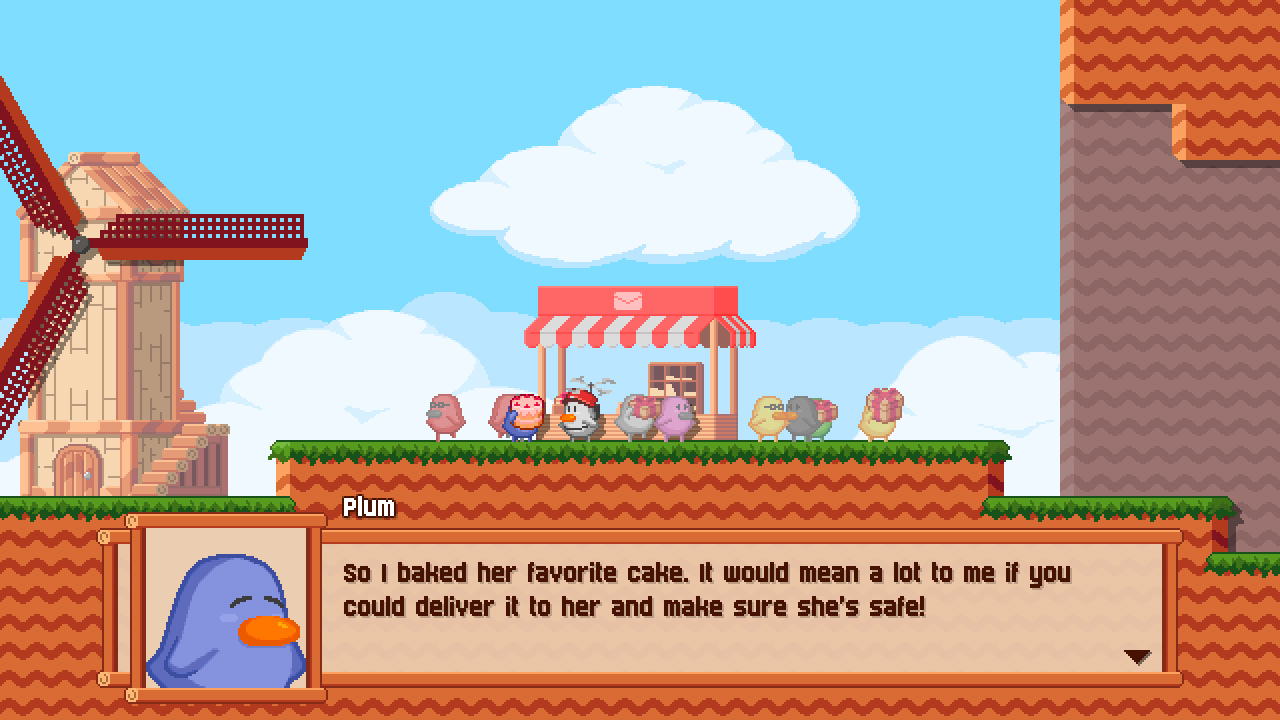 Plum
So I baked her favorite cake. It would mean a lot to me if you
could deliver it to her and make sure she's safe!